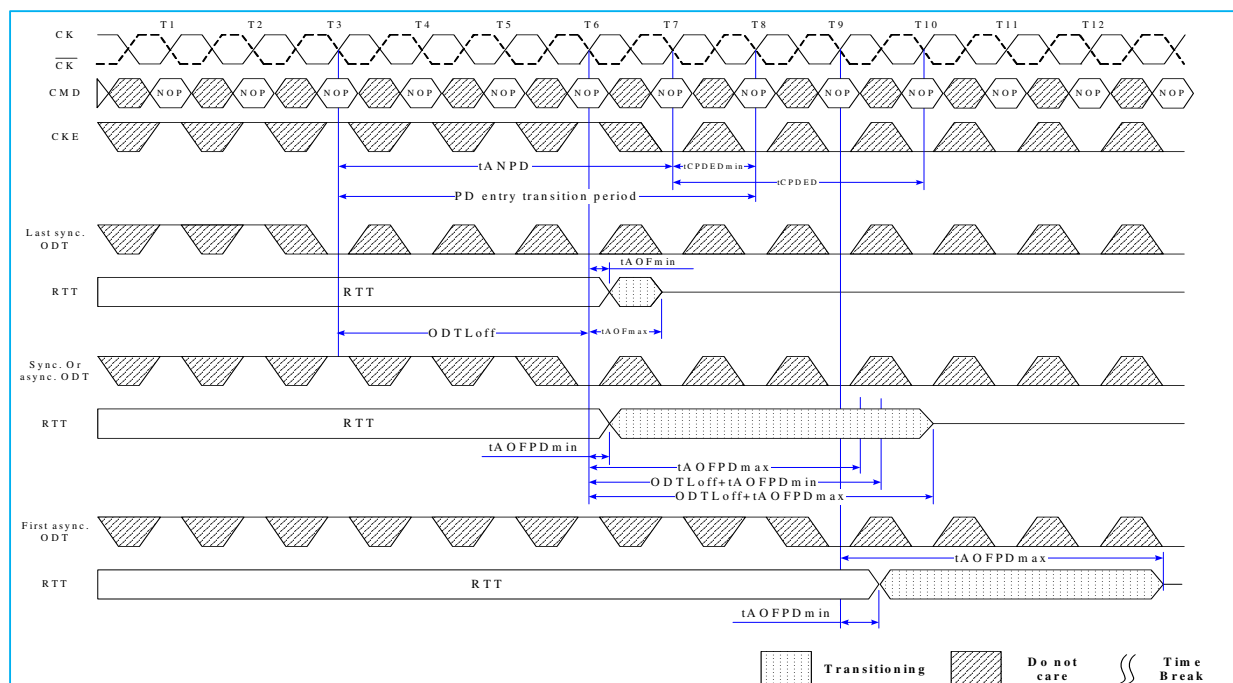 T1 T2 T3 T4 T5 T6 T7 T8 T9 T10 T11 T12
CK
CK
CMD NOP NOP NOP NOP NOP NOP NOP NOP NOP NOP NOP NOP NOP
CKE
tANPD tCPDEDmin
tCPDED
PD entry transition period
Last sync.
ODT
tAOFmin
RTT RTT
ODTLoff tAOFmax
Sync. Or
async. ODT
RTT RTT
tAOFPDmin
tAOFPDmax
ODTLoff+tAOFPDmin
ODTLoff+tAOFPDmax
First async.
ODT
tAOFPDmax
RTT RTT
tAOFPDmin
Transitioning
Do not
care
Time
Break